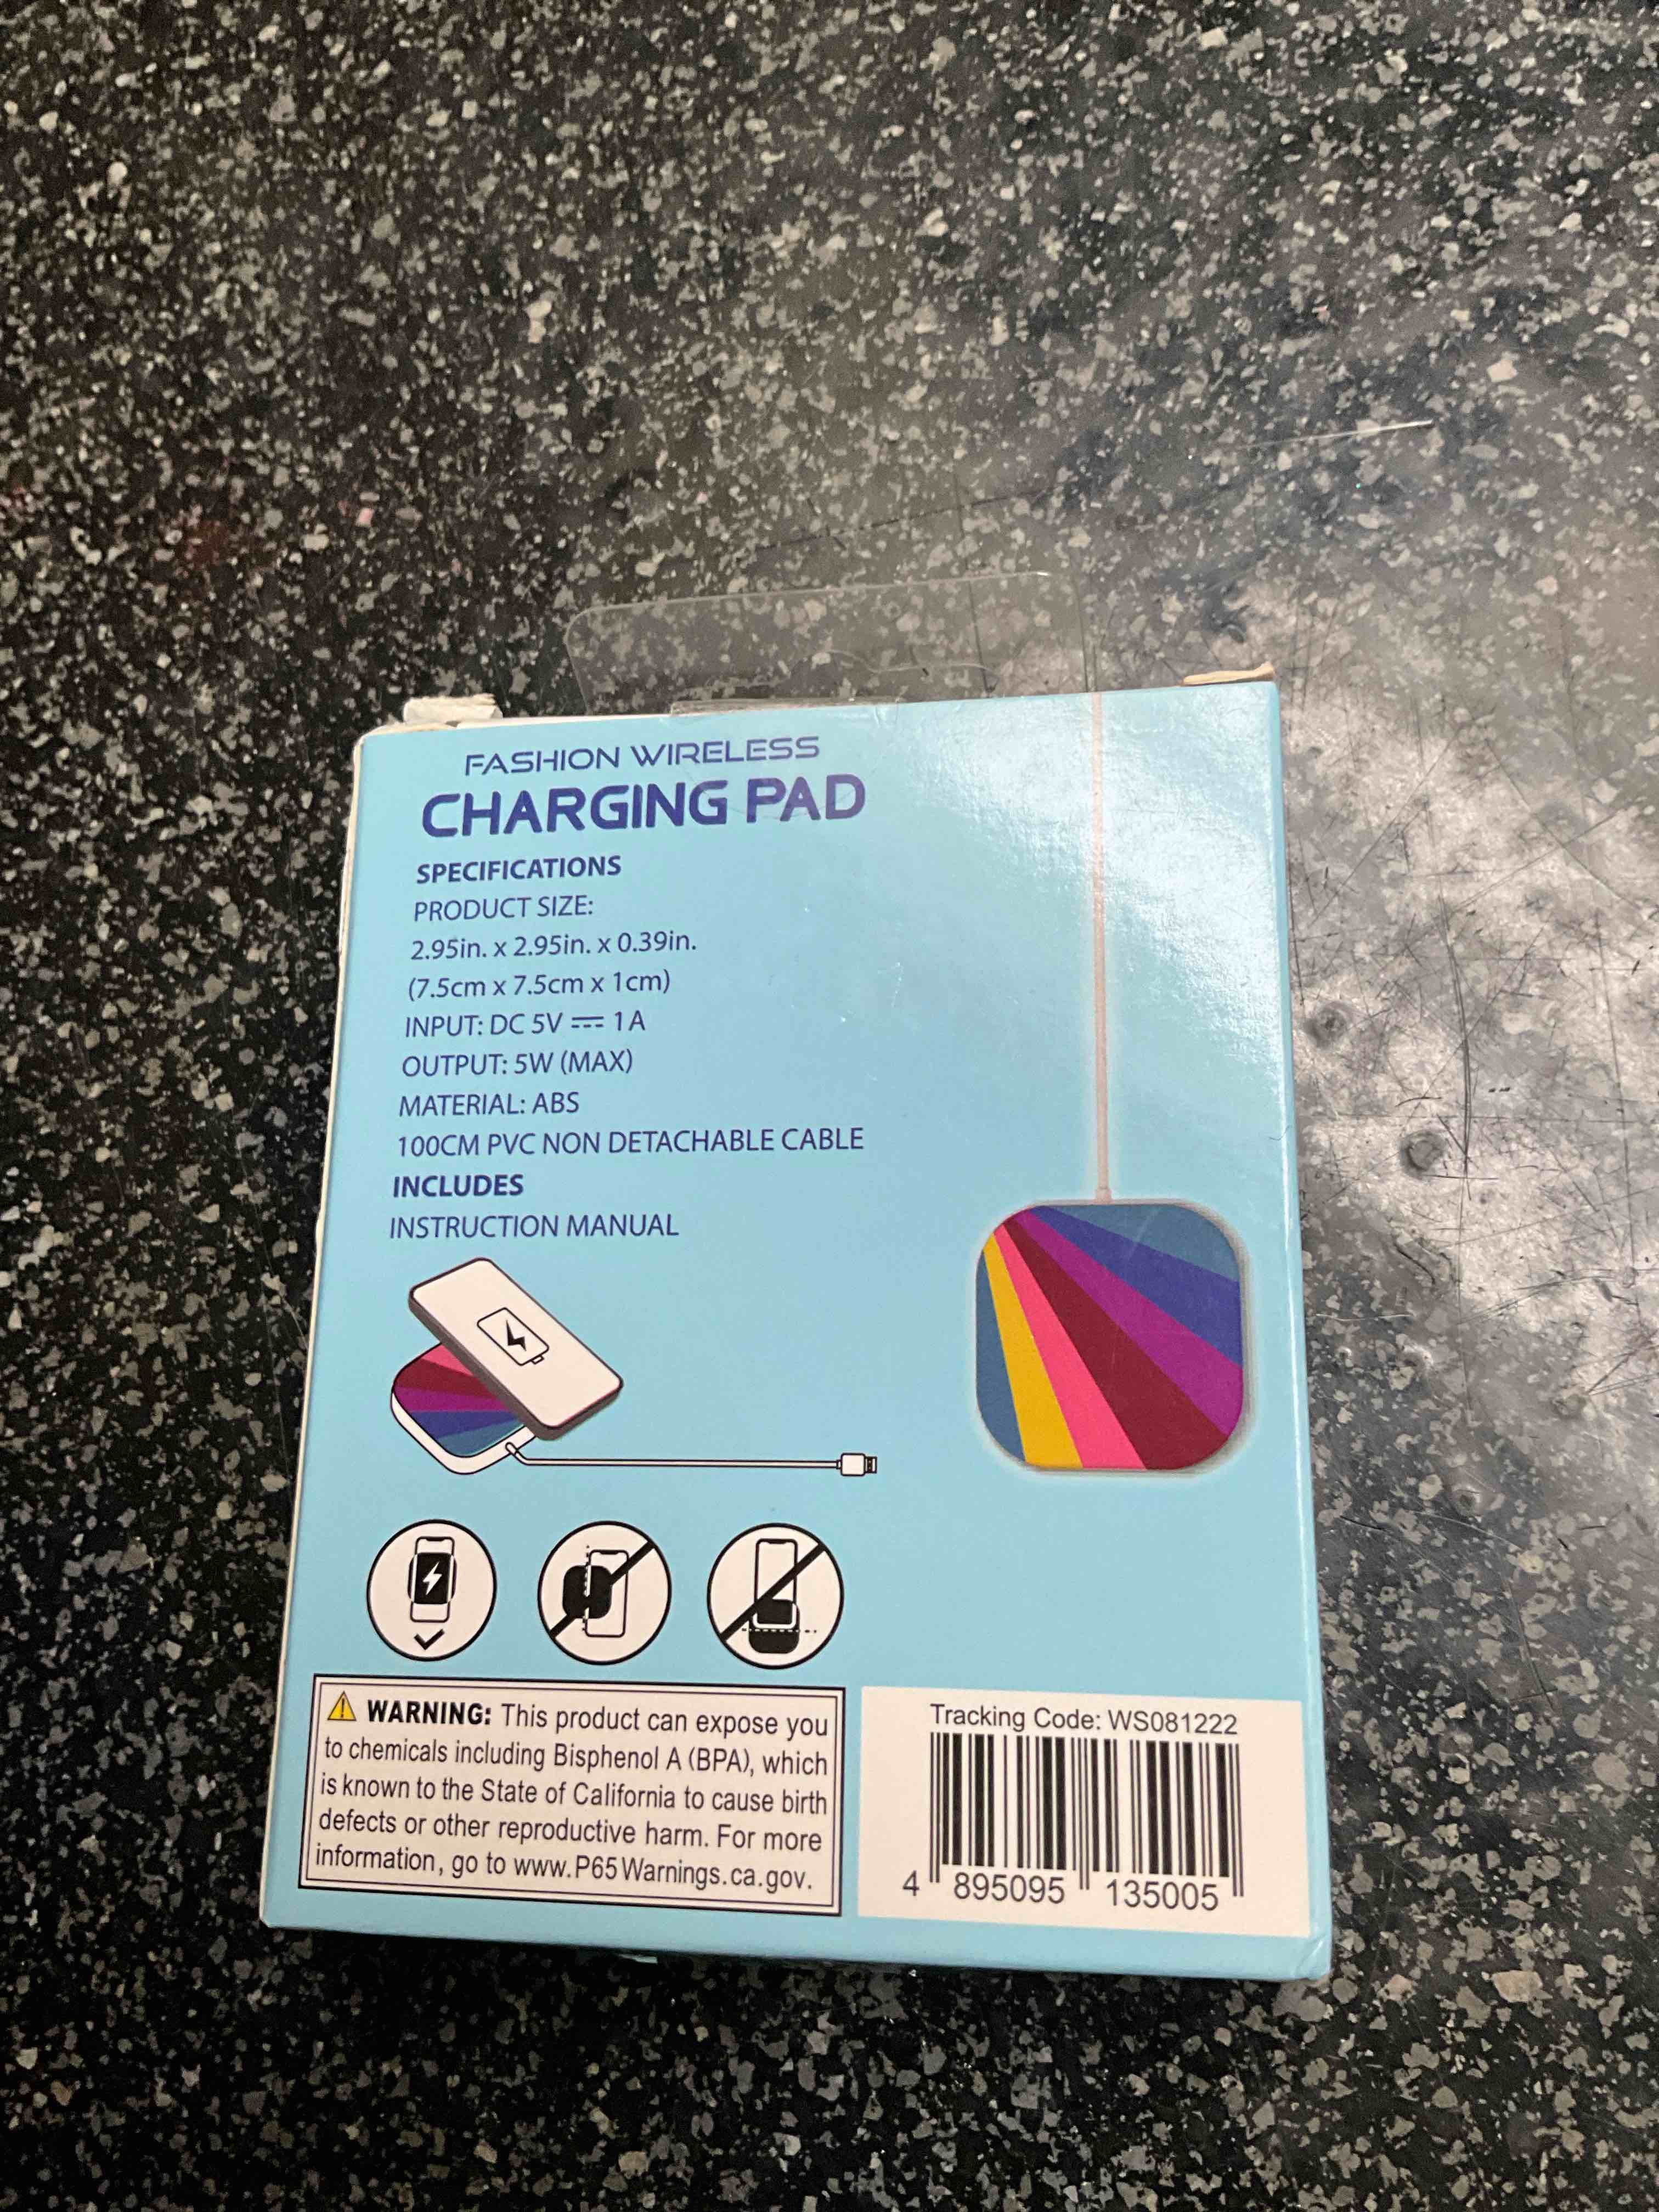 FASHION WIRELESS
CHARGING PAD
SPECIFICATIONS
PRODUCT SIZE:
2.95in. x 2.95in. x 0.39in.
(7.5cm x 7.5cm x 1cm)
INPUT: DC 5V ⎓ 1A
OUTPUT: 5W (MAX)
MATERIAL: ABS
100CM PVC NON DETACHABLE CABLE
INCLUDES
INSTRUCTION MANUAL
WARNING: This product can expose you
to chemicals including Bisphenol A (BPA), which
is known to the State of California to cause birth
defects or other reproductive harm. For more
information, go to www.P65Warnings.ca.gov.
Tracking Code: WS081222
4 895095 135005